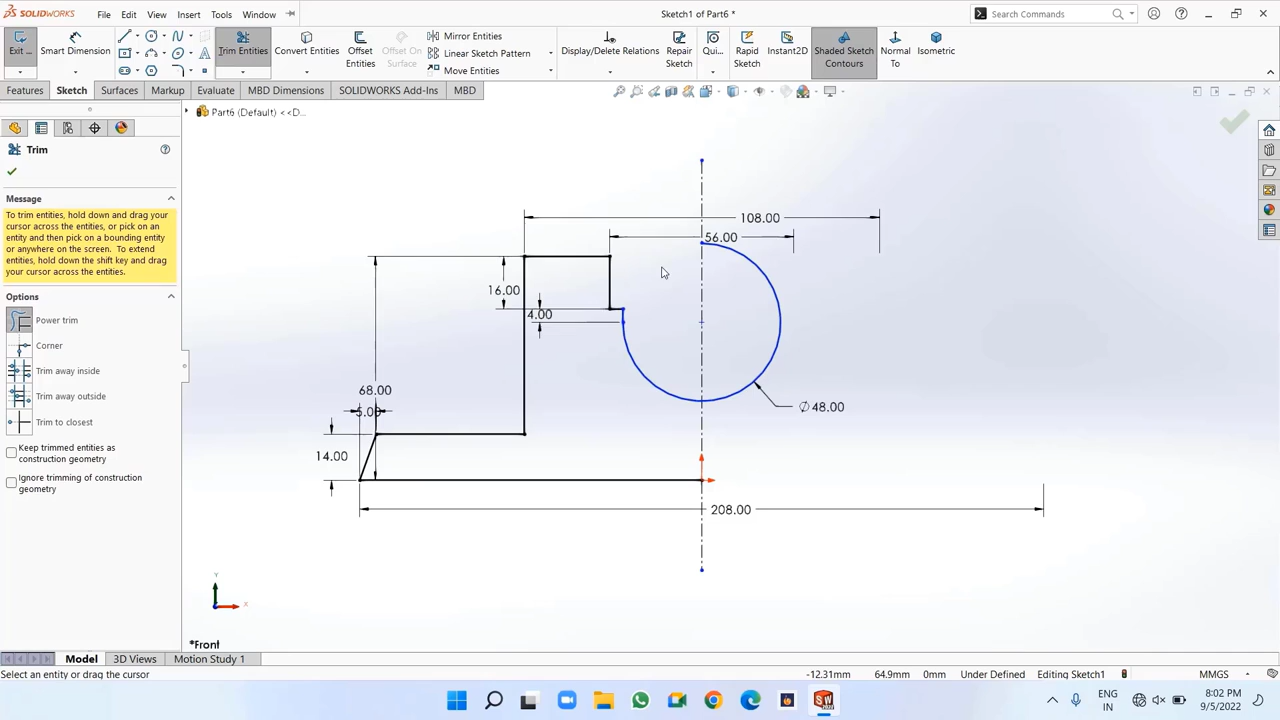 SOLIDWORKS File Edit View Insert Tools Window Sketch1 of Part6 * Search Commands
Exit ... Smart Dimension Trim Entities Convert Entities Offset Entities Offset On Surface Mirror Entities Linear Sketch Pattern Move Entities Display/Delete Relations Repair Sketch Qui... Rapid Sketch Instant2D Shaded Sketch Contours Normal To Isometric
Features Sketch Surfaces Markup Evaluate MBD Dimensions SOLIDWORKS Add-Ins MBD
Part6 (Default) <<D...
Trim
Message
To trim entities, hold down and drag your
cursor across the entities, or pick on an
entity and then pick on a bounding entity
or anywhere on the screen. To extend
entities, hold down the shift key and drag
your cursor across the entities.
Options
Power trim
Corner
Trim away inside
Trim away outside
Trim to closest
Keep trimmed entities as
construction geometry
Ignore trimming of construction
geometry
108.00
56.00
16.00
4.00
68.00
5.00
Ø48.00
14.00
208.00
Y
X
*Front
Model 3D Views Motion Study 1
Select an entity or drag the cursor -12.31mm 64.9mm 0mm Under Defined Editing Sketch1 MMGS
ENG
IN
8:02 PM
9/5/2022